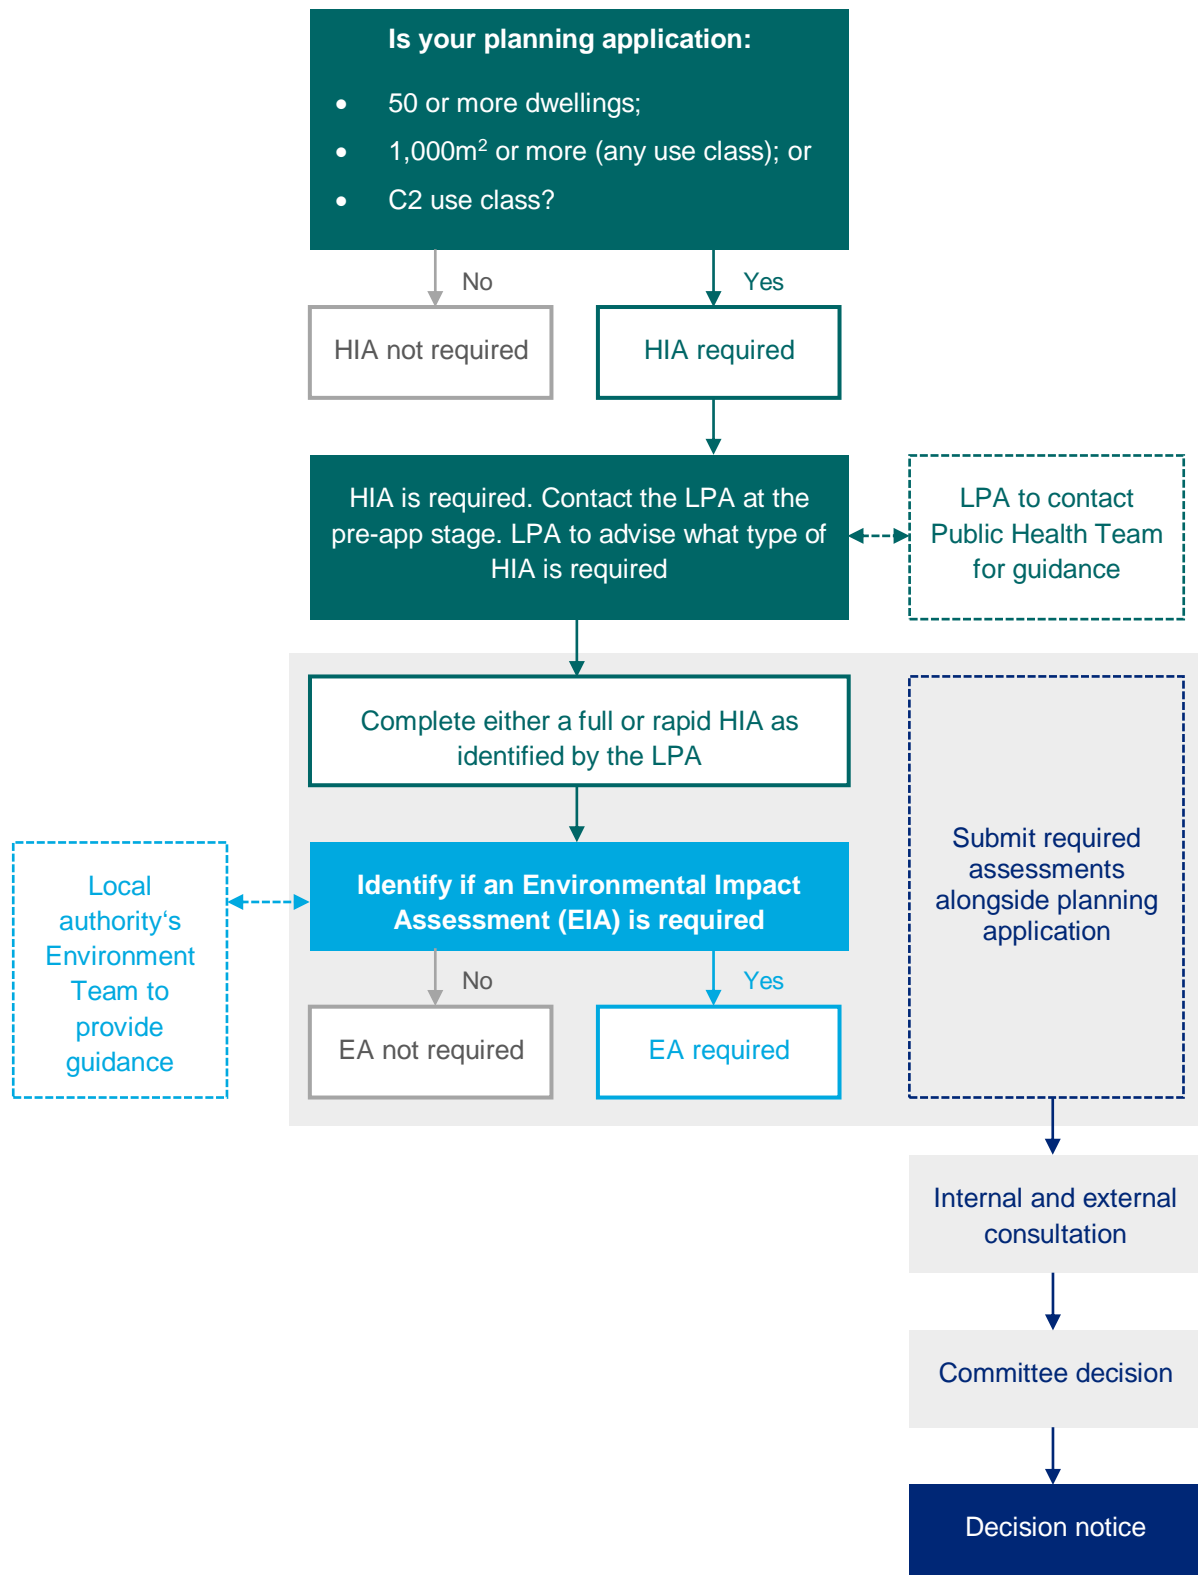 Is your planning application:
• 50 or more dwellings;
• 1,000m² or more (any use class); or
• C2 use class?
No
Yes
HIA not required
HIA required
HIA is required. Contact the LPA at the
pre-app stage. LPA to advise what type of
HIA is required
LPA to contact
Public Health Team
for guidance
Complete either a full or rapid HIA as
identified by the LPA
Submit required
assessments
alongside planning
application
Local
authority‘s
Environment
Team to
provide
guidance
Identify if an Environmental Impact
Assessment (EIA) is required
No
Yes
EA not required
EA required
Internal and external
consultation
Committee decision
Decision notice